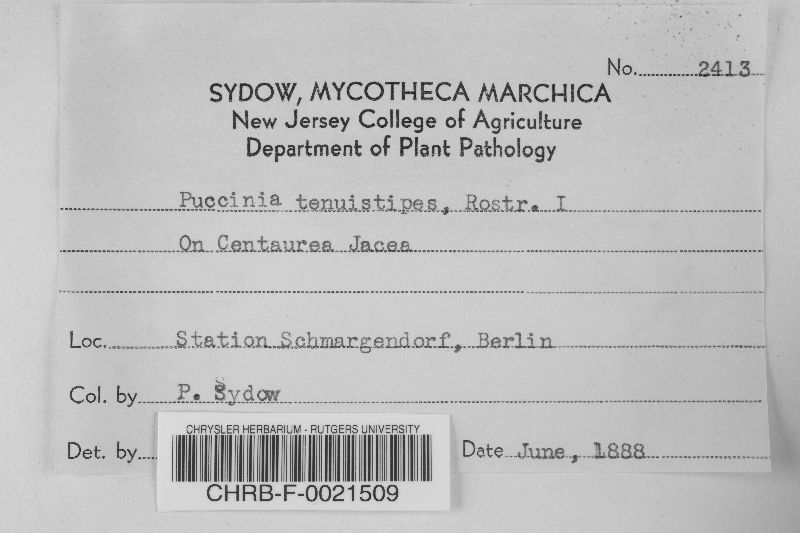 No. 2413
SYDOW, MYCOTHECA MARCHICA
New Jersey College of Agriculture
Department of Plant Pathology
Puccinia tenuistipes, Rostr. I
On Centaurea Jacea
Loc. Station Schmargendorf, Berlin
Col. by P. Sydow
Det. by
Date June, 1888
CHRYSLER HERBARIUM - RUTGERS UNIVERSITY
CHRB-F-0021509